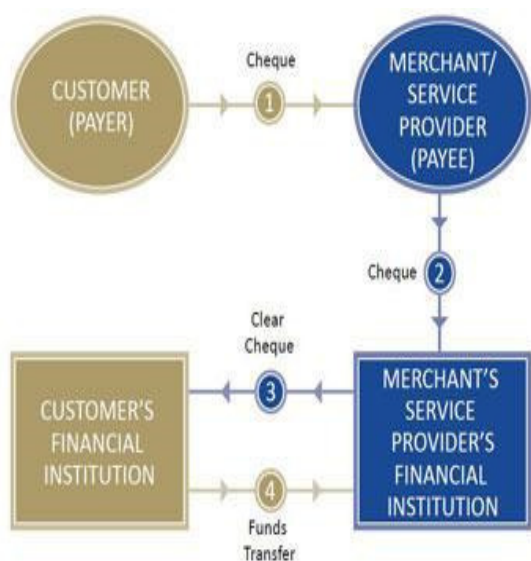 Cheque
CUSTOMER
(PAYER)
1
MERCHANT/
SERVICE
PROVIDER
(PAYEE)
Cheque
2
Clear
Cheque
CUSTOMER'S
FINANCIAL
INSTITUTION
3
MERCHANT'S
SERVICE
PROVIDER'S
FINANCIAL
INSTITUTION
4
Funds
Transfer